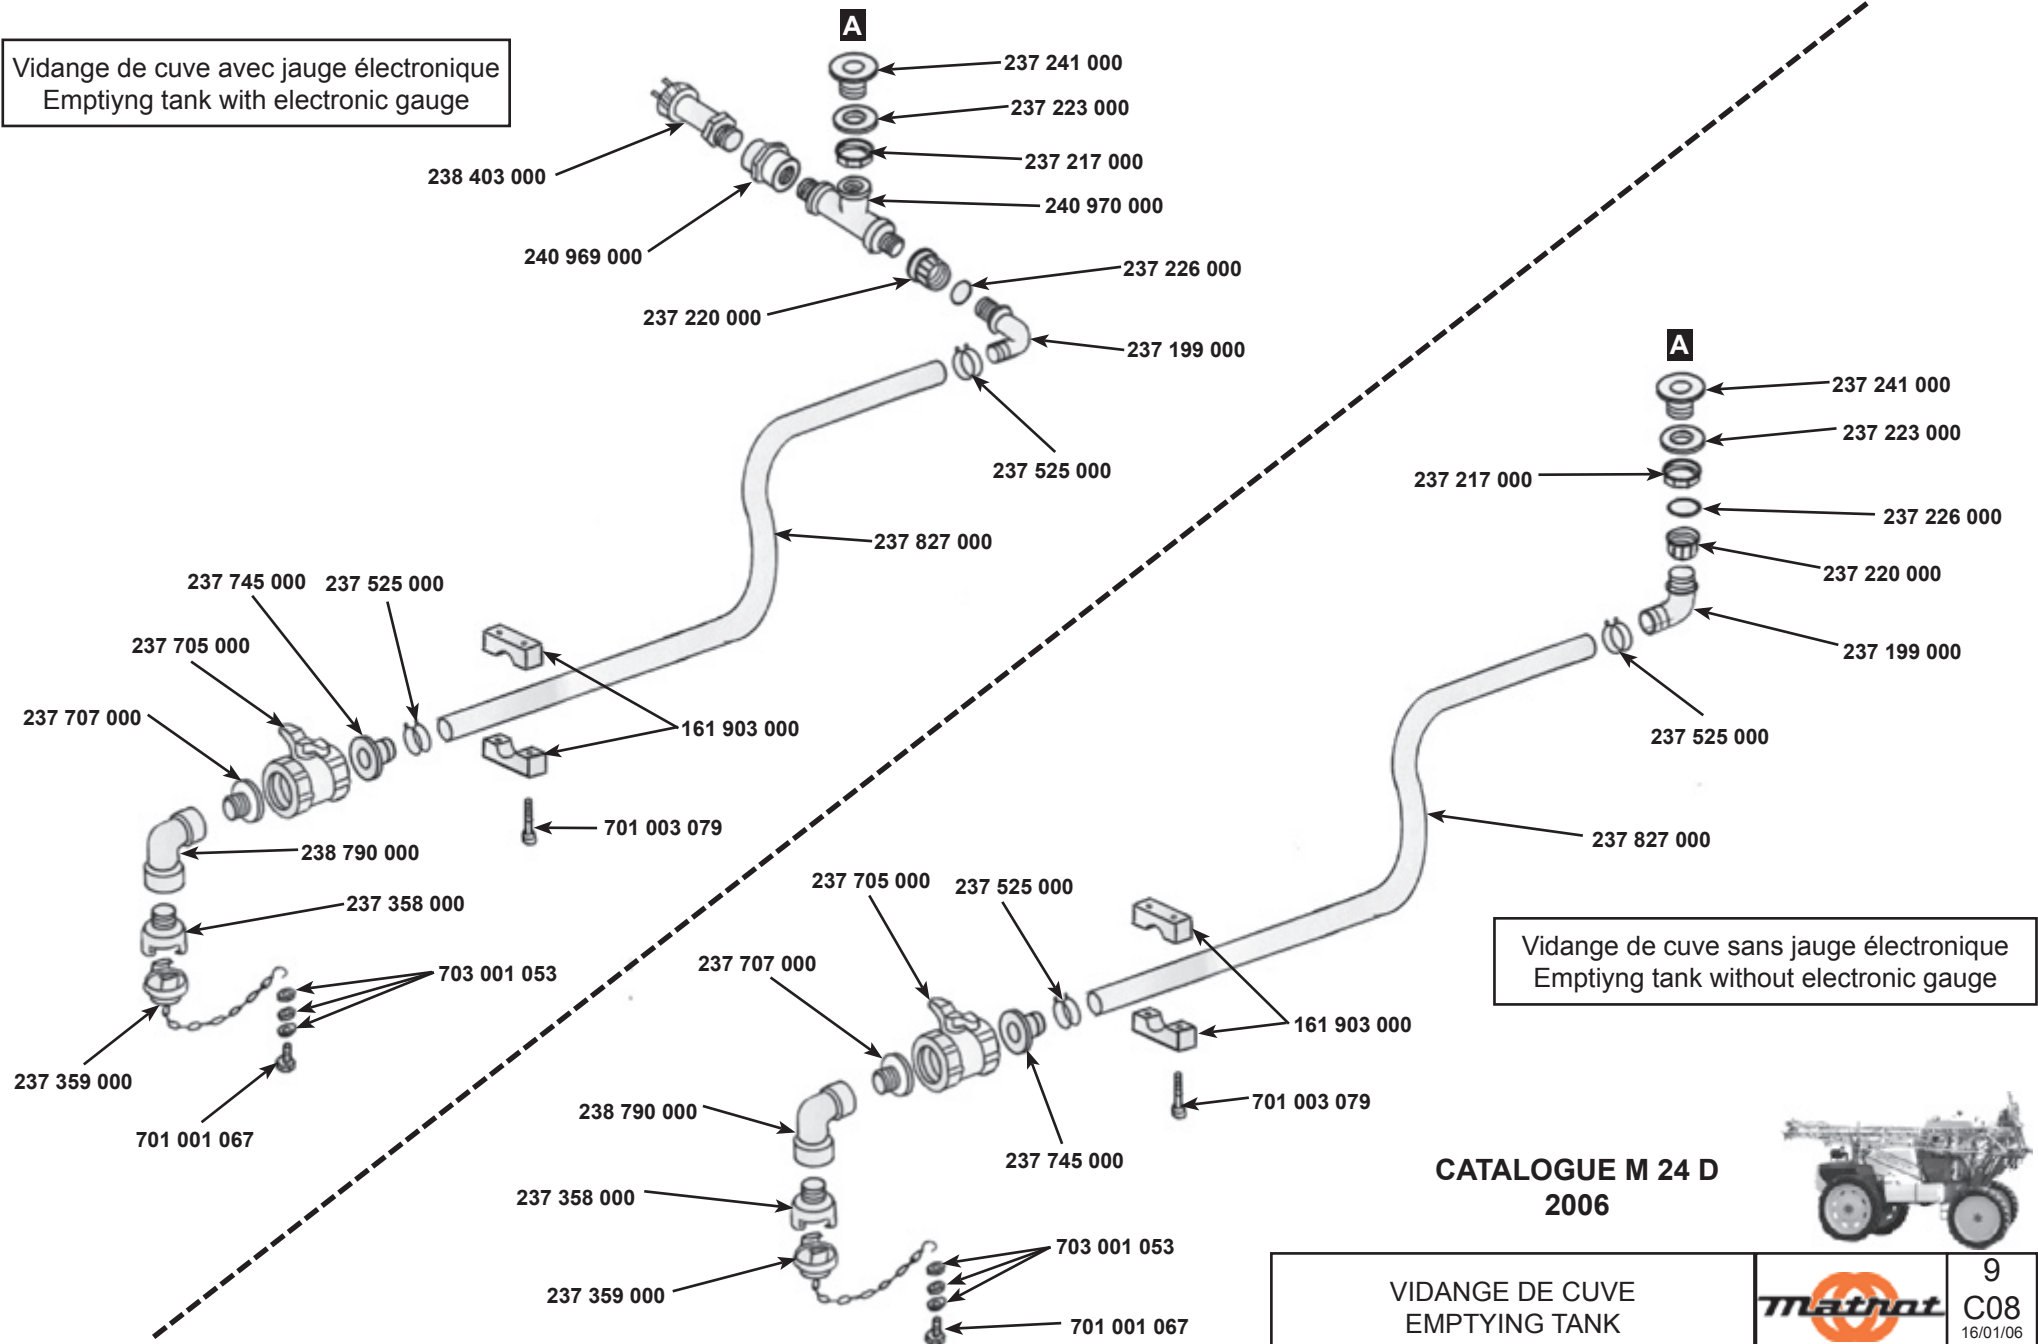 Vidange de cuve avec jauge électronique
Emptiyng tank with electronic gauge
A
237 241 000
237 223 000
237 217 000
240 970 000
238 403 000
240 969 000
237 226 000
237 220 000
237 199 000
237 525 000
237 827 000
237 745 000
237 525 000
237 705 000
237 707 000
161 903 000
701 003 079
238 790 000
237 358 000
703 001 053
237 359 000
701 001 067
A
237 241 000
237 223 000
237 217 000
237 226 000
237 220 000
237 199 000
237 525 000
237 827 000
237 705 000
237 525 000
237 707 000
161 903 000
701 003 079
238 790 000
237 745 000
237 358 000
703 001 053
237 359 000
701 001 067
Vidange de cuve sans jauge électronique
Emptiyng tank without electronic gauge
CATALOGUE M 24 D
2006
VIDANGE DE CUVE
EMPTYING TANK
Matrot
9
C08
16/01/06